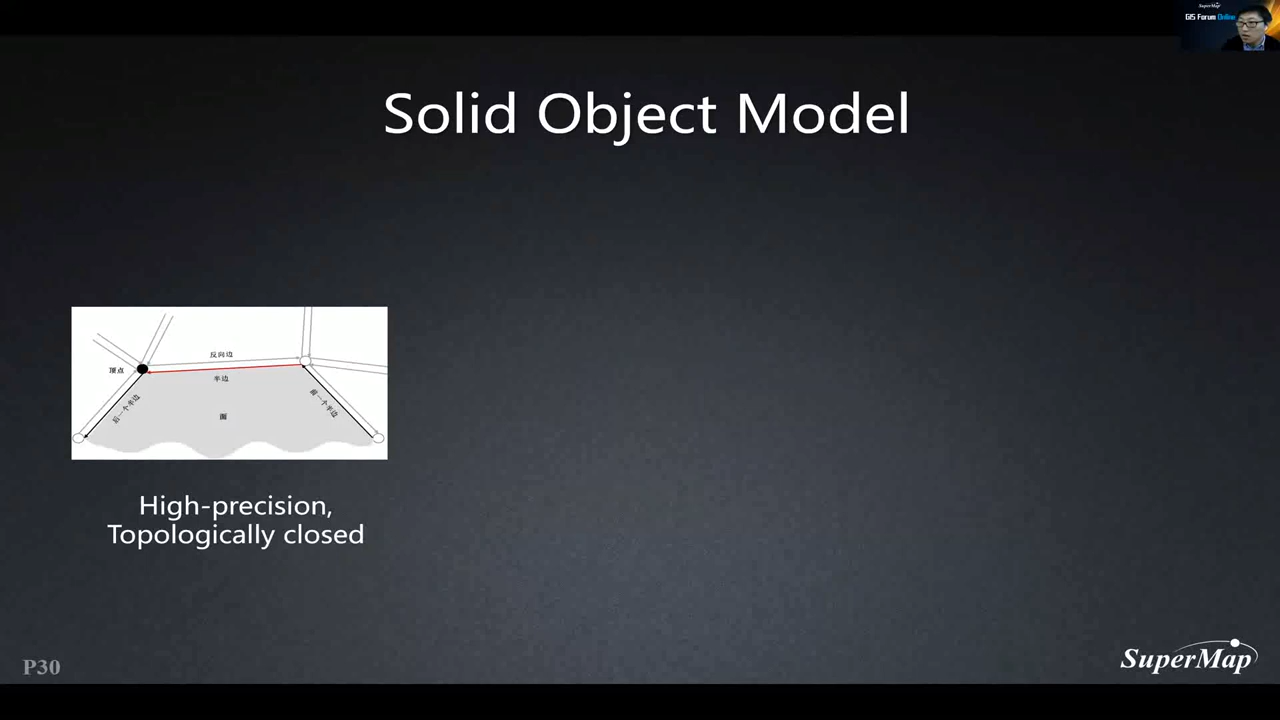 SuperMap
GIS Forum Online
Solid Object Model
反向边
顶点
半边
后一个半边
前一个半边
面
High-precision,
Topologically closed
P30
SuperMap